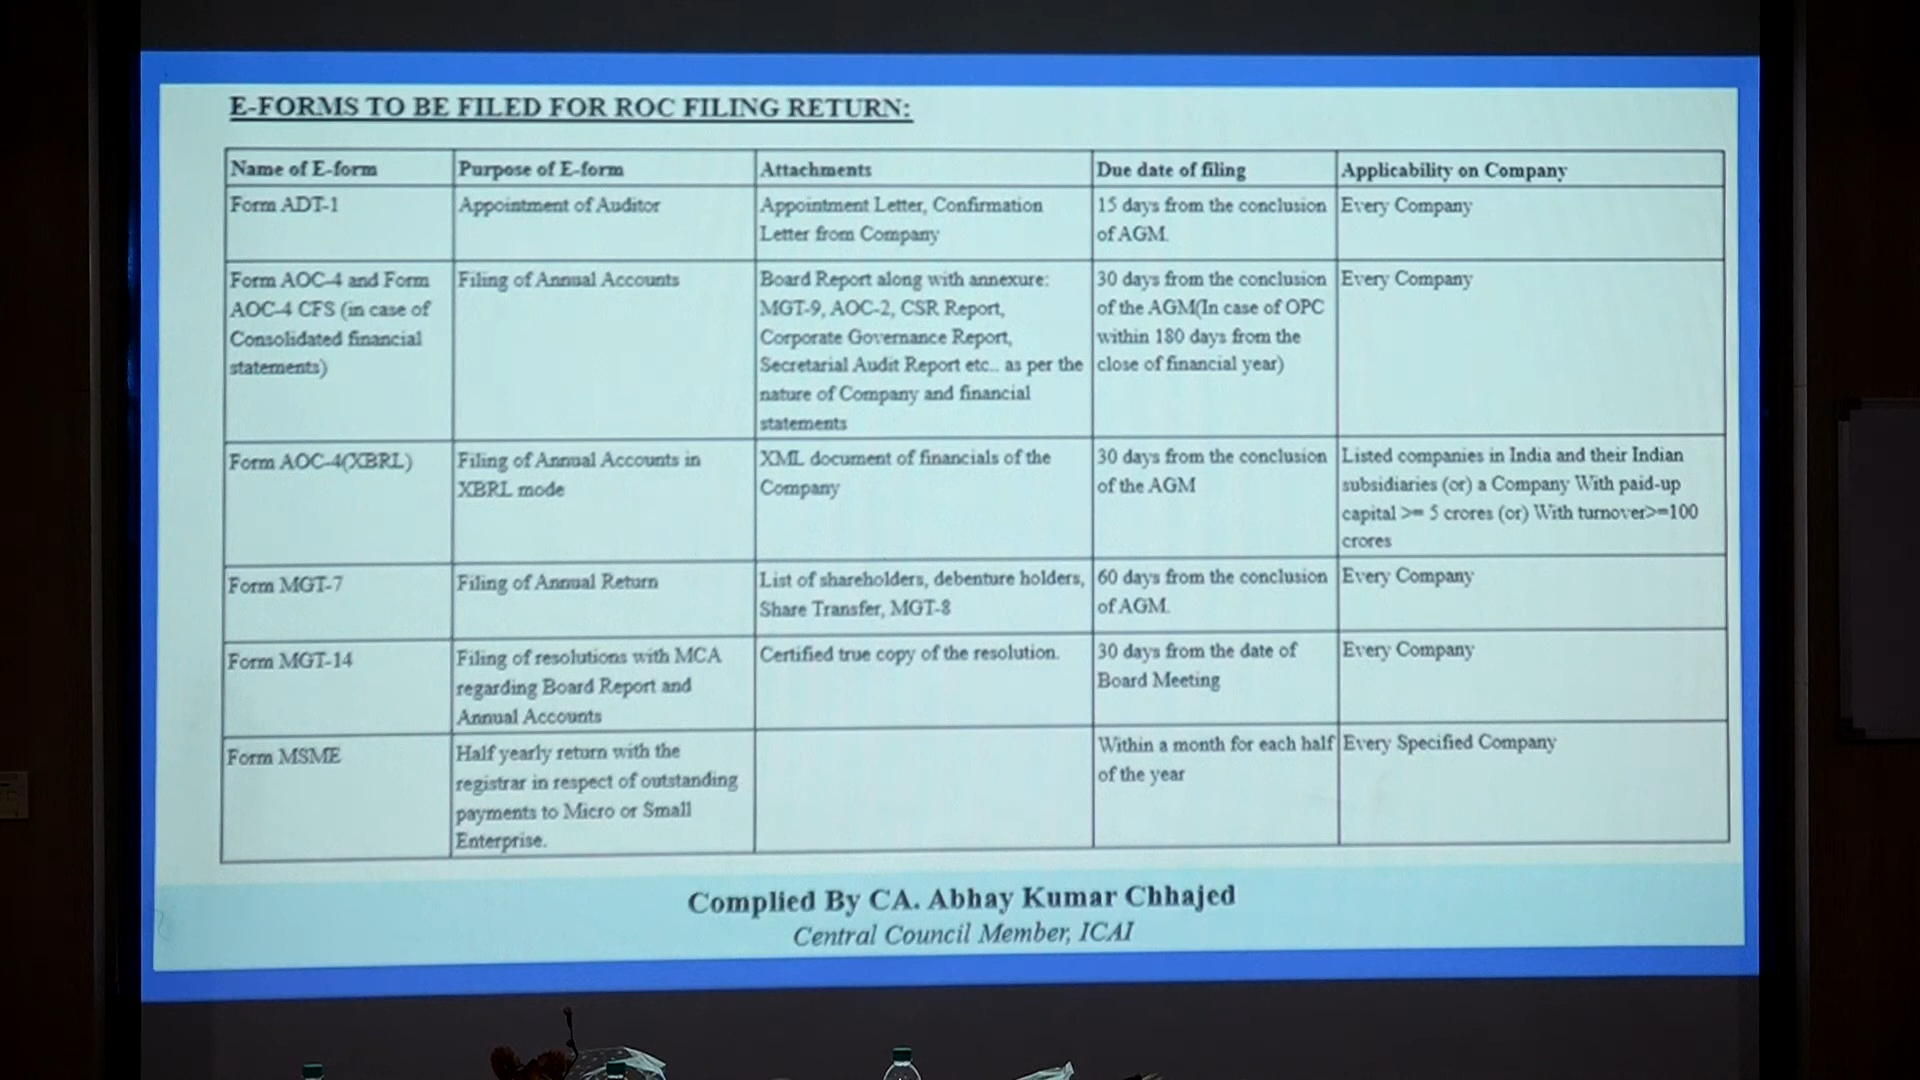 E-FORMS TO BE FILED FOR ROC FILING RETURN:
Name of E-form
Purpose of E-form
Attachments
Due date of filing
Applicability on Company
Form ADT-1
Appointment of Auditor
Appointment Letter, Confirmation
Letter from Company
15 days from the conclusion
of AGM.
Every Company
Form AOC-4 and Form
AOC-4 CFS (in case of
Consolidated financial
statements)
Filing of Annual Accounts
Board Report along with annexure:
MGT-9, AOC-2, CSR Report,
Corporate Governance Report,
Secretarial Audit Report etc.. as per the
nature of Company and financial
statements
30 days from the conclusion
of the AGM(In case of OPC
within 180 days from the
close of financial year)
Every Company
Form AOC-4(XBRL)
Filing of Annual Accounts in
XBRL mode
XML document of financials of the
Company
30 days from the conclusion
of the AGM
Listed companies in India and their Indian
subsidiaries (or) a Company With paid-up
capital >= 5 crores (or) With turnover>=100
crores
Form MGT-7
Filing of Annual Return
List of shareholders, debenture holders,
Share Transfer, MGT-8
60 days from the conclusion
of AGM.
Every Company
Form MGT-14
Filing of resolutions with MCA
regarding Board Report and
Annual Accounts
Certified true copy of the resolution.
30 days from the date of
Board Meeting
Every Company
Form MSME
Half yearly return with the
registrar in respect of outstanding
payments to Micro or Small
Enterprise.
Within a month for each half
of the year
Every Specified Company
Complied By CA. Abhay Kumar Chhajed
Central Council Member, ICAI